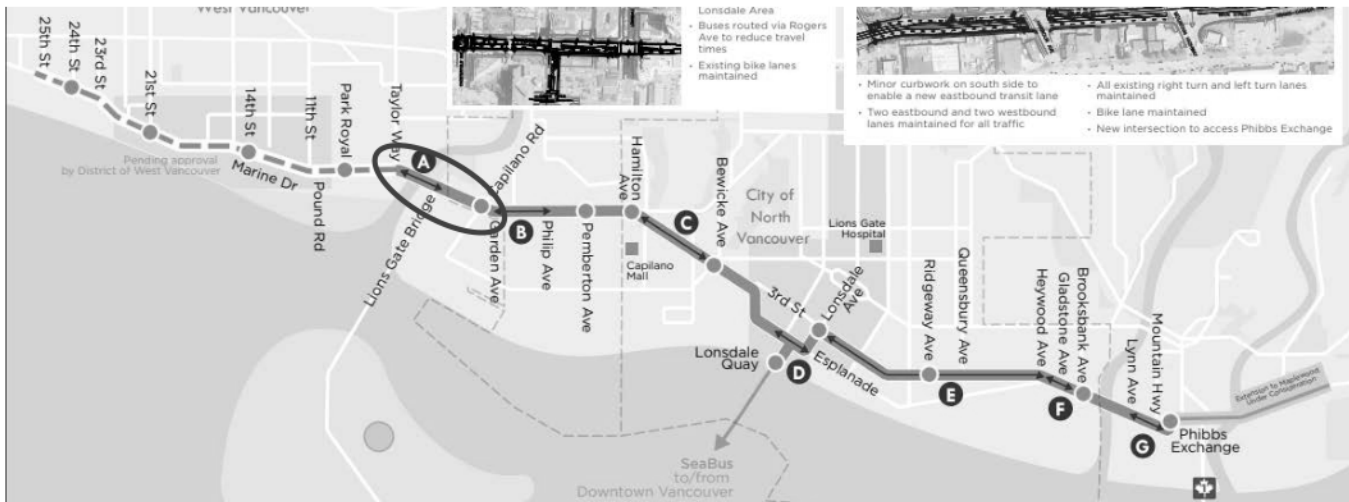 West Vancouver
Lonsdale Area
• Buses routed via Rogers
Ave to reduce travel
times
• Existing bike lanes
maintained
• Minor curbwork on south side to
enable a new eastbound transit lane
• Two eastbound and two westbound
lanes maintained for all traffic
• All existing right turn and left turn lanes
maintained
• Bike lane maintained
• New intersection to access Phibbs Exchange
25th St
24th St
23rd St
21st St
14th St
11th St
Park Royal
Taylor Way
Pending approval
by District of West Vancouver
Marine Dr
Pound Rd
A
Lions Gate Bridge
Capilano Rd
Garden Ave
B
Philip Ave
Pemberton Ave
Hamilton
Ave
Capilano
Mall
C
Bewicke Ave
City of
North
Vancouver
Lions Gate
Hospital
3rd St
Lonsdale
Ave
Lonsdale
Quay
D
Esplanade
Ridgeway Ave
Queensbury Ave
E
Heywood Ave
Gladstone Ave
Brooksbank Ave
F
Lynn Ave
Mountain Hwy
G
Phibbs
Exchange
Extension to Maplewood
Under Consideration
SeaBus
to/from
Downtown Vancouver
1